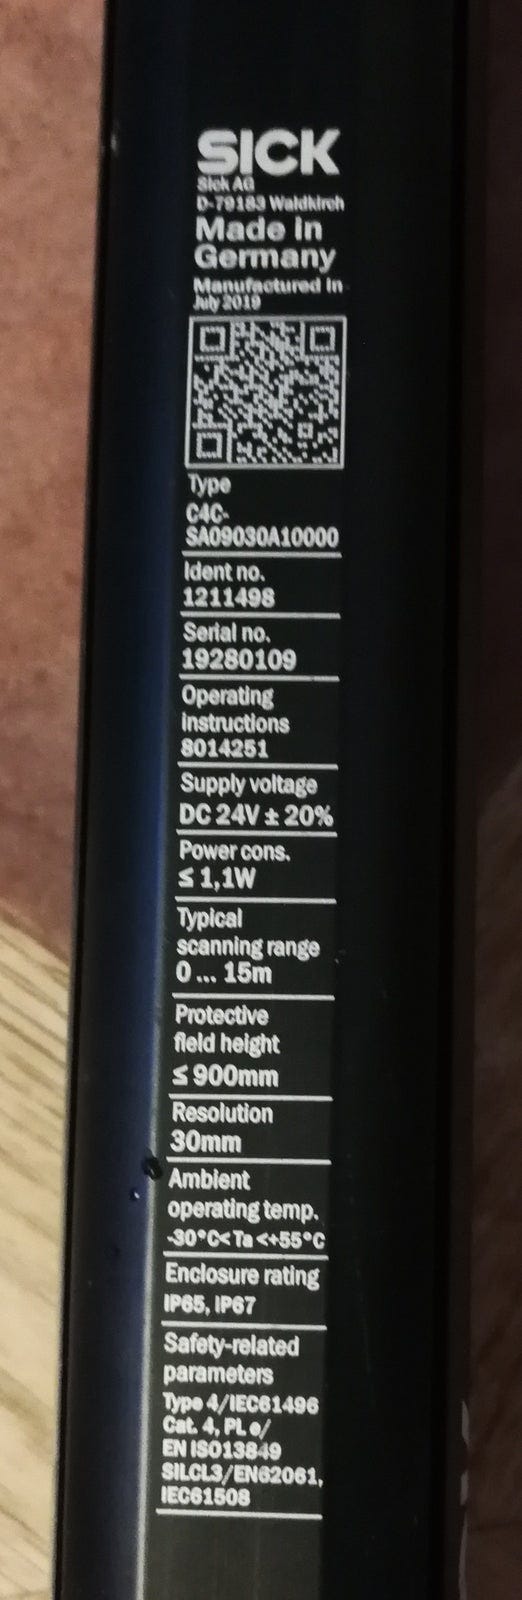 SICK
Sick AG
D-79183 Waldkirch
Made in
Germany
Manufactured in
July 2019
Type
C4C-
SA09030A10000
Ident no.
1211498
Serial no.
19280109
Operating
instructions
8014251
Supply voltage
DC 24V ± 20%
Power cons.
≤ 1,1W
Typical
scanning range
0 ... 15m
Protective
field height
≤ 900mm
Resolution
30mm
Ambient
operating temp.
-30°C< Ta <+55°C
Enclosure rating
IP65, IP67
Safety-related
parameters
Type 4/IEC61496
Cat. 4, PL e/
EN ISO13849
SILCL3/EN62061,
IEC61508